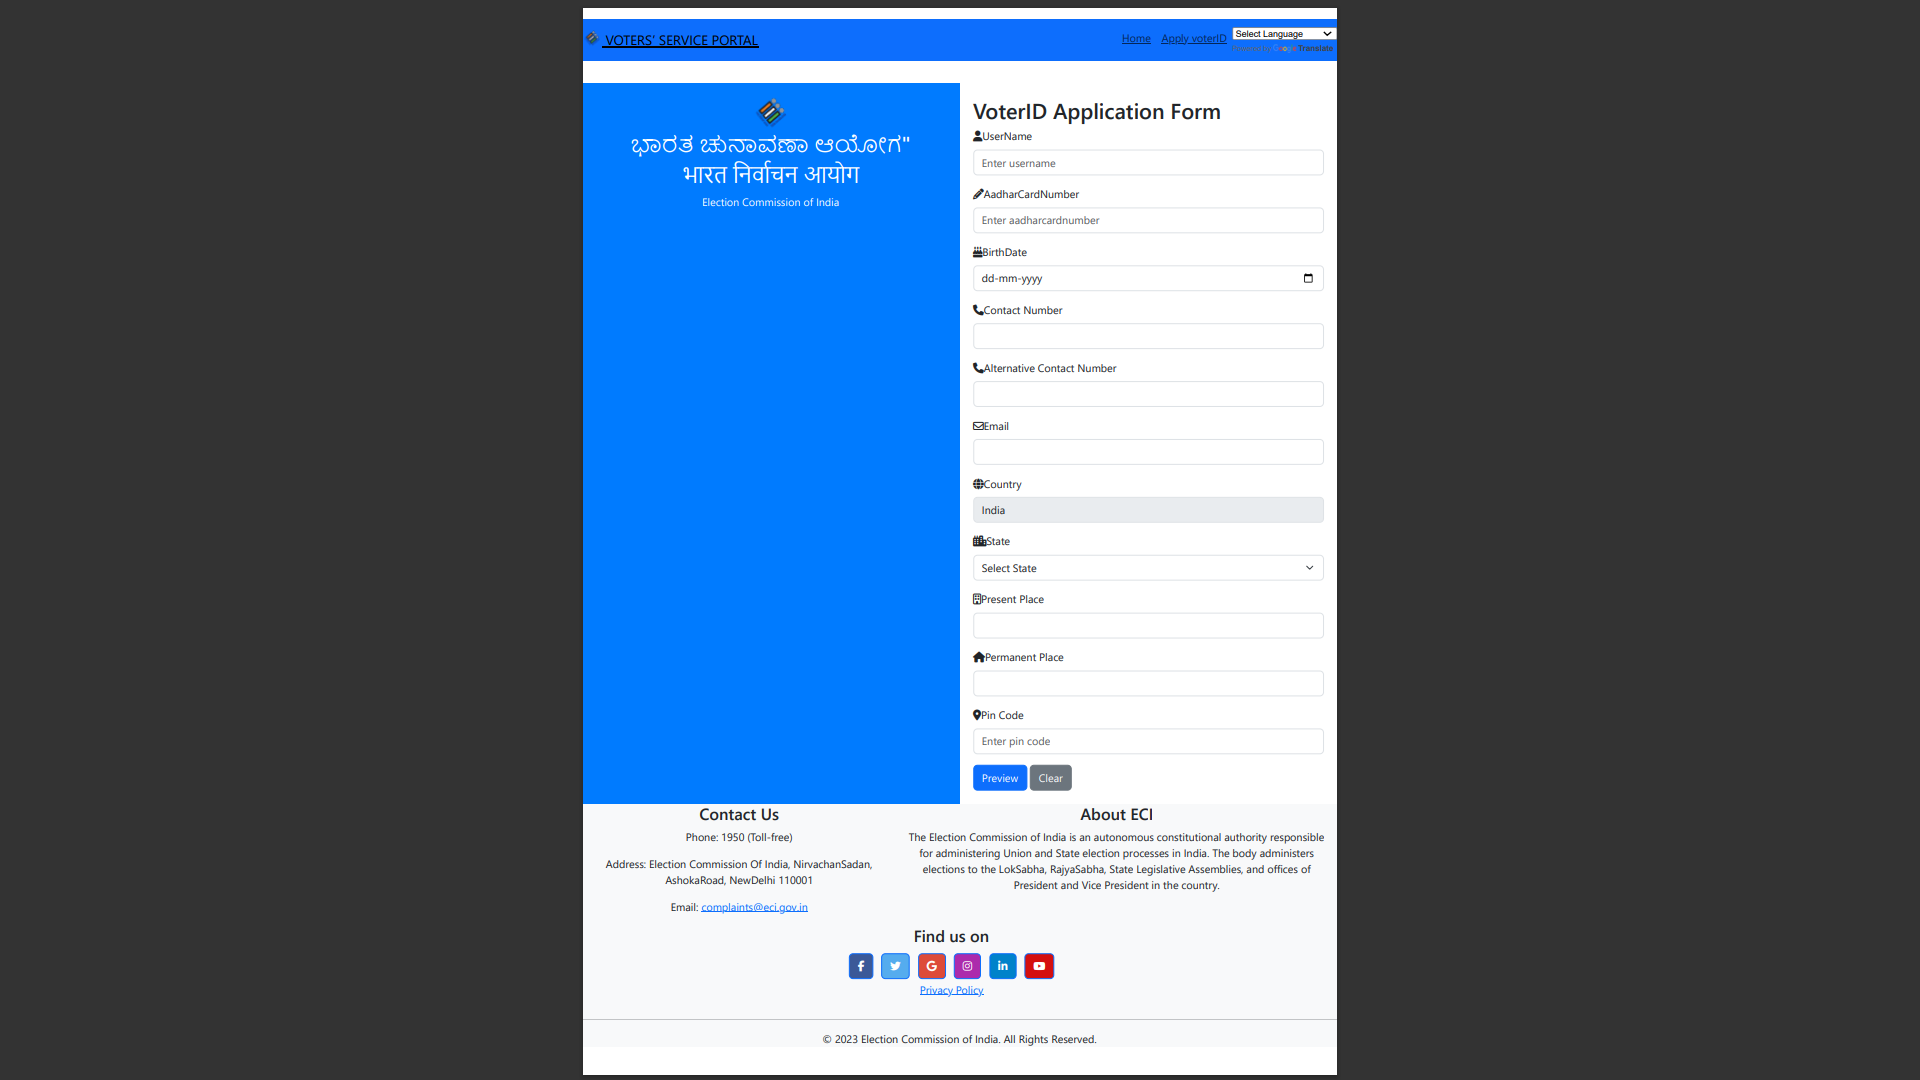 VOTERS' SERVICE PORTAL
Home Apply voterID Select Language
Powered by Google Translate
ಭಾರತ ಚುನಾವಣಾ ಆಯೋಗ"
भारत निर्वाचन आयोग
Election Commission of India
VoterID Application Form
UserName
Enter username
AadharCardNumber
Enter aadharcardnumber
BirthDate
dd-mm-yyyy
Contact Number
Alternative Contact Number
Email
Country
India
State
Select State
Present Place
Permanent Place
Pin Code
Enter pin code
Preview Clear
Contact Us
Phone: 1950 (Toll-free)
Address: Election Commission Of India, NirvachanSadan,
AshokaRoad, NewDelhi 110001
Email: complaints@eci.gov.in
About ECI
The Election Commission of India is an autonomous constitutional authority responsible
for administering Union and State election processes in India. The body administers
elections to the LokSabha, RajyaSabha, State Legislative Assemblies, and offices of
President and Vice President in the country.
Find us on
Privacy Policy
© 2023 Election Commission of India. All Rights Reserved.